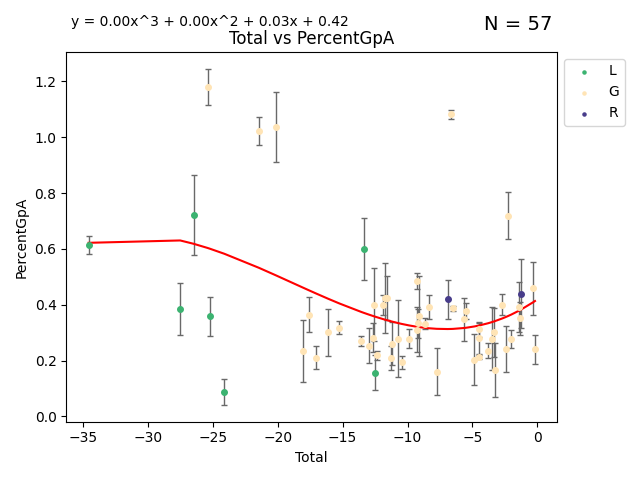 y = 0.00x^3 + 0.00x^2 + 0.03x + 0.42
N = 57
Total vs PercentGpA
L
G
R
PercentGpA
1.2
1.0
0.8
0.6
0.4
0.2
0.0
−35
−30
−25
−20
−15
−10
−5
0
Total